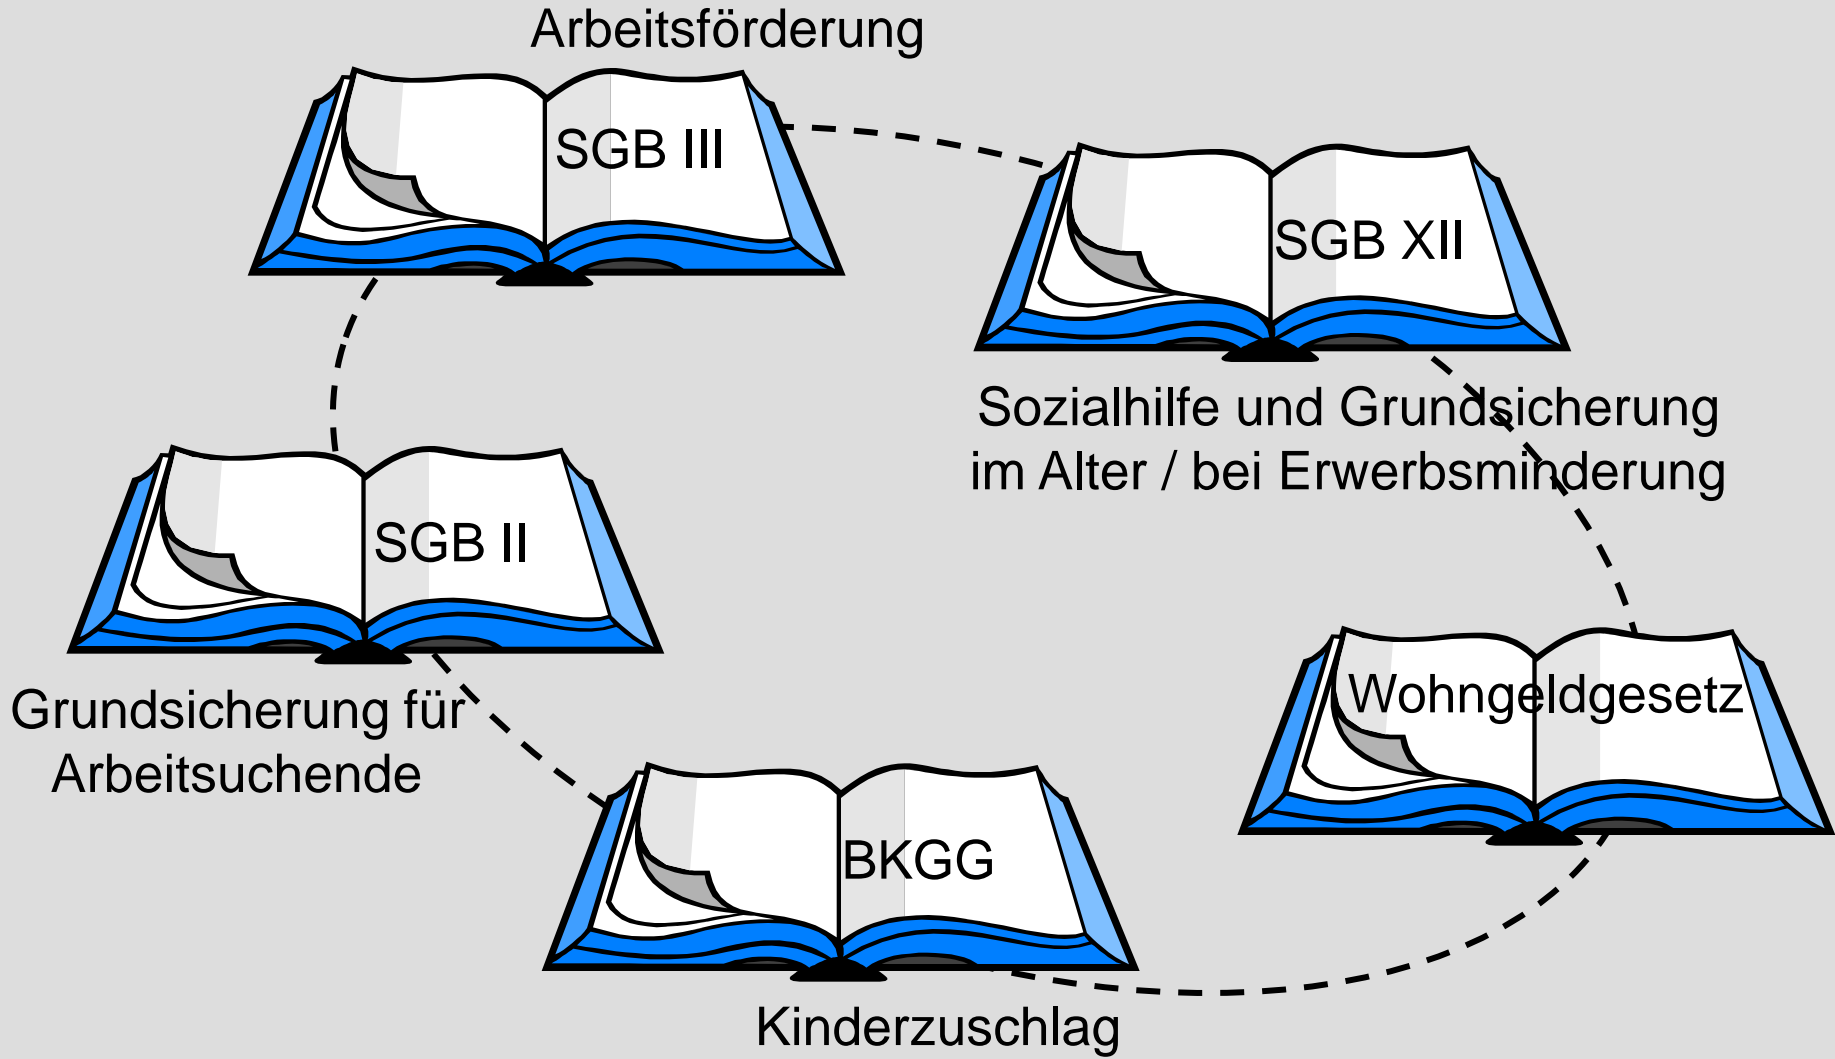 Arbeitsförderung
SGB III
SGB XII
Sozialhilfe und Grundsicherung
im Alter / bei Erwerbsminderung
SGB II
Grundsicherung für
Arbeitsuchende
Wohngeldgesetz
BKGG
Kinderzuschlag